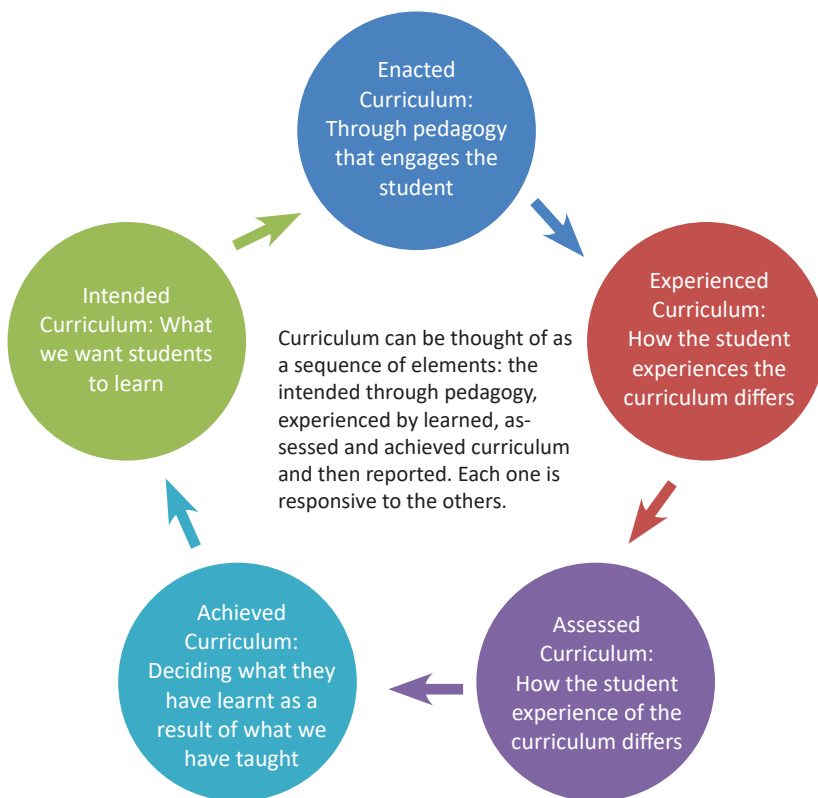 Enacted
Curriculum:
Through pedagogy
that engages the
student
Experienced
Curriculum:
How the student
experiences the
curriculum differs
Assessed
Curriculum:
How the student
experience of the
curriculum differs
Achieved
Curriculum:
Deciding what they
have learnt as a
result of what we
have taught
Intended
Curriculum: What
we want students
to learn
Curriculum can be thought of as
a sequence of elements: the
intended through pedagogy,
experienced by learned, as-
sessed and achieved curriculum
and then reported. Each one is
responsive to the others.